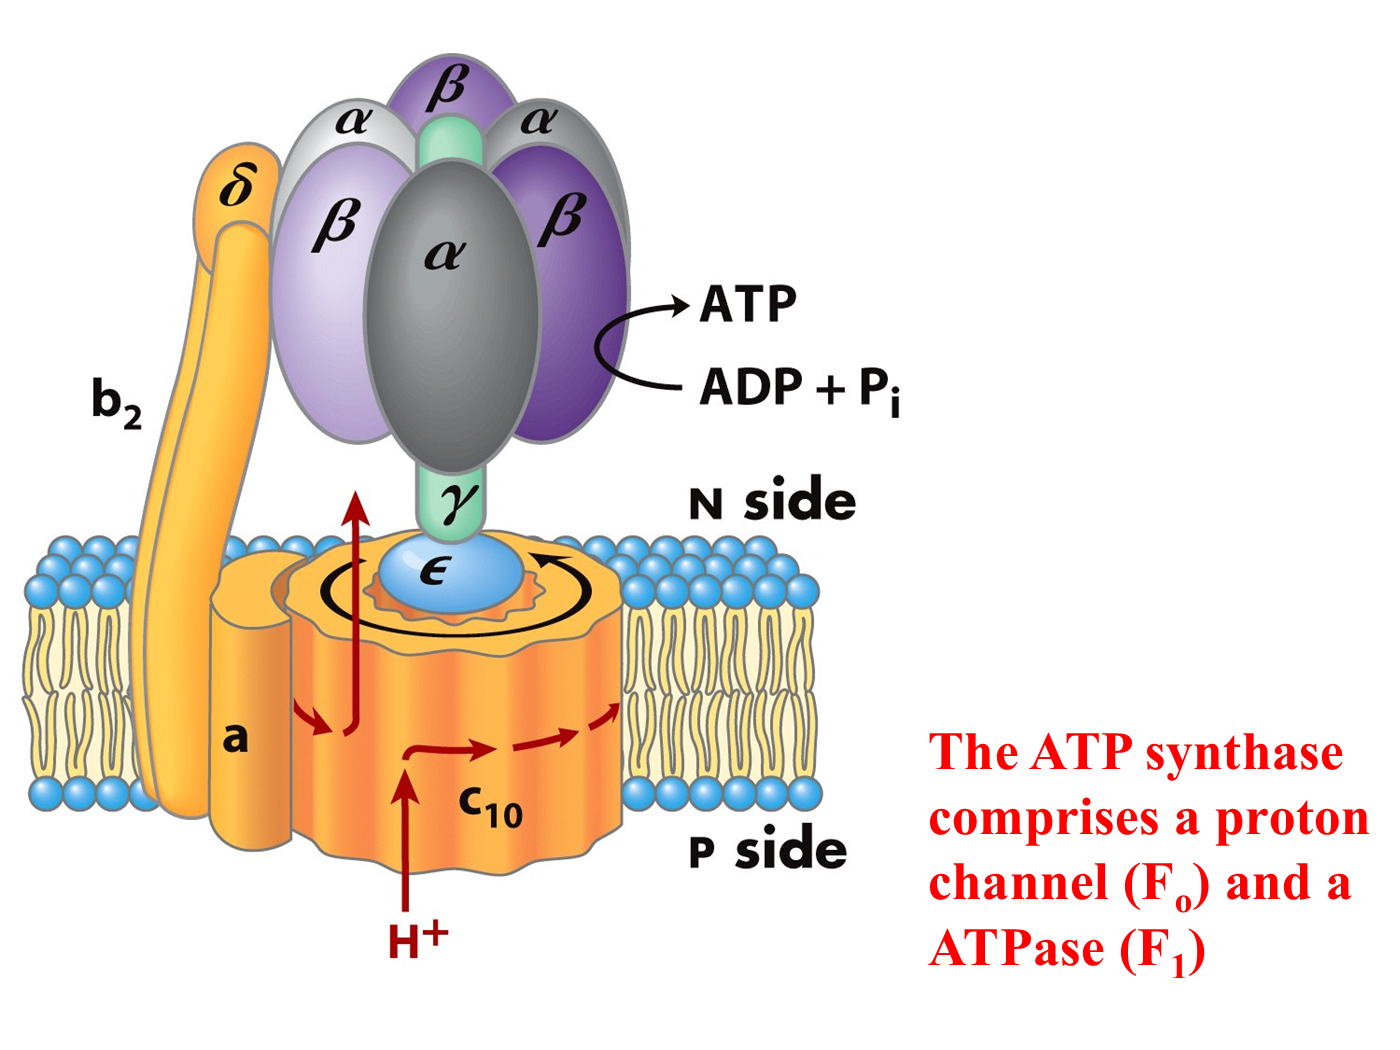 β
α
α
δ
β
β
α
ATP
ADP + Pi
b2
N side
γ
ϵ
a
c10
P side
H+
The ATP synthase
comprises a proton
channel (Fo) and a
ATPase (F1)